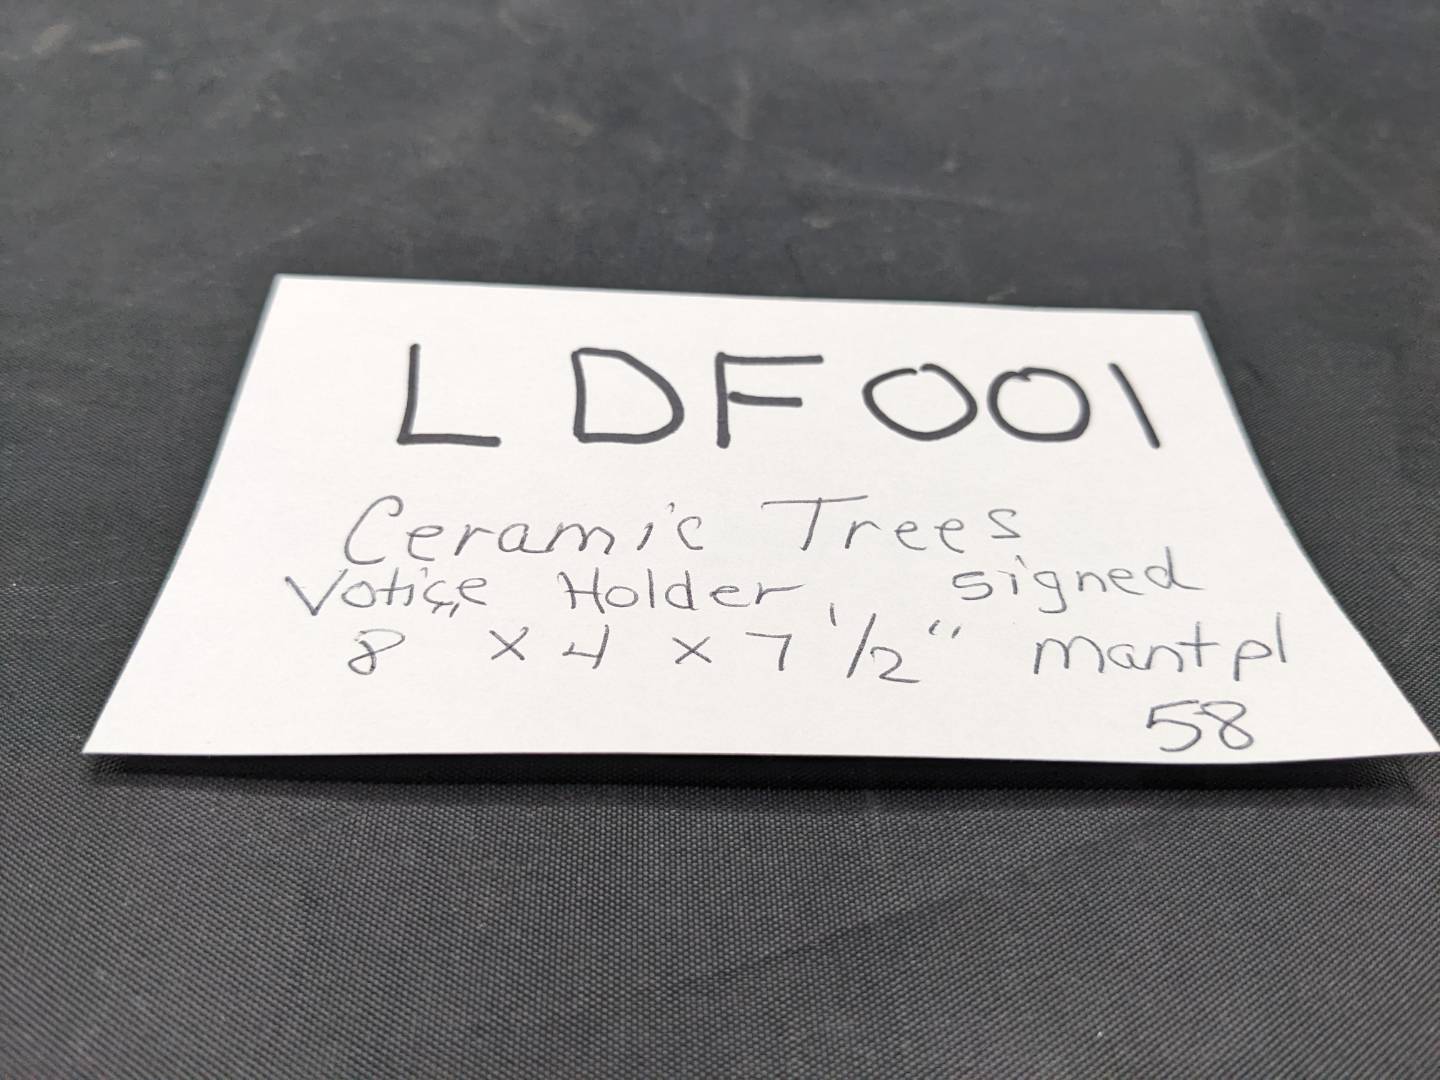 LDF001
Ceramic Trees
Votice Holder, signed
8" x 4 x 7 1/2" Mantpl
58